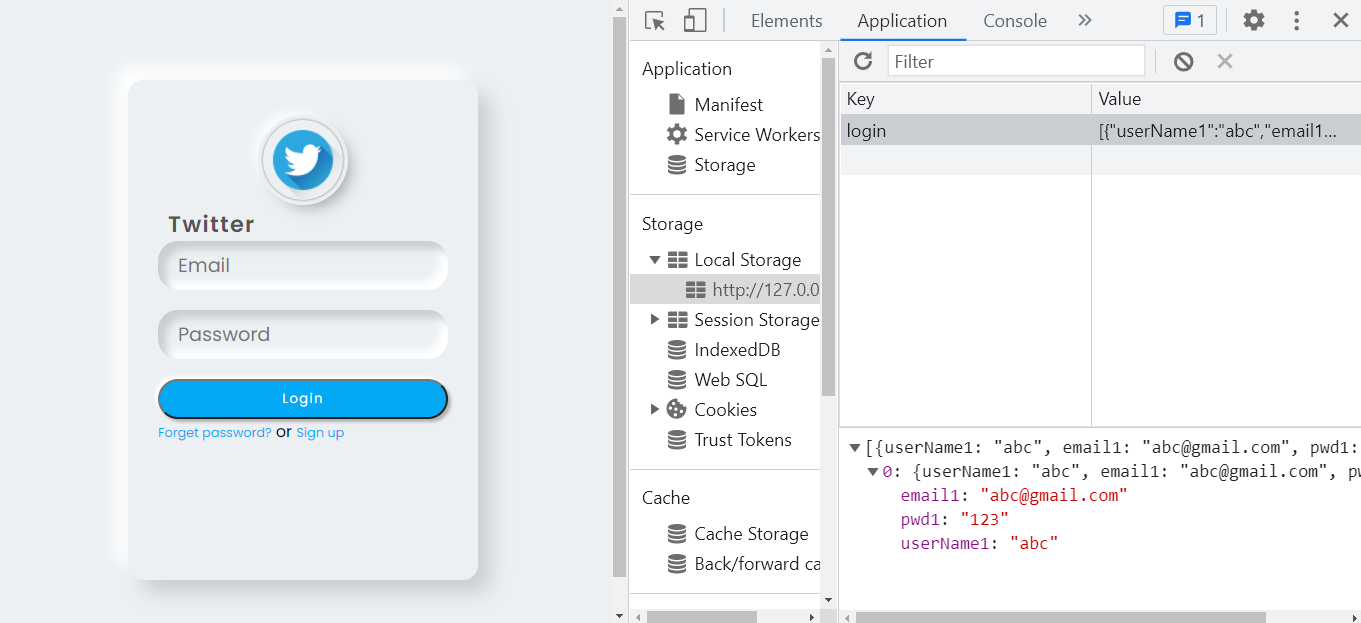 Twitter
Email
Password
Login
Forget password? or Sign up
Elements Application Console 1
Application
Manifest
Service Workers
Storage
Storage
Local Storage
http://127.0.0
Session Storage
IndexedDB
Web SQL
Cookies
Trust Tokens
Cache
Cache Storage
Back/forward ca
Filter
Key Value
login [{"userName1":"abc","email1…
[{userName1: "abc", email1: "abc@gmail.com", pwd1:
0: {userName1: "abc", email1: "abc@gmail.com", pw
email1: "abc@gmail.com"
pwd1: "123"
userName1: "abc"